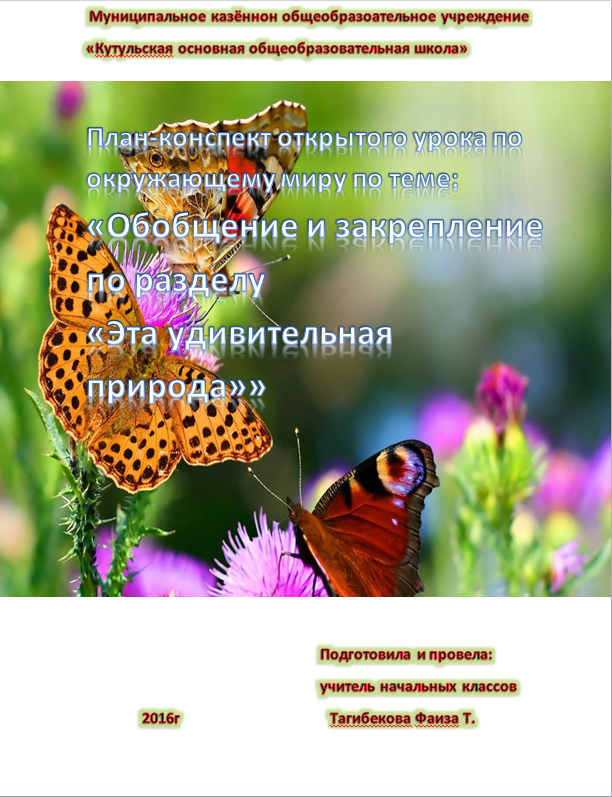 Муниципальное казённон общеобразоательное учреждение
«Кутульская основная общеобразовательная школа»
План-конспект открытого урока по
окружающему миру по теме:
«Обобщение и закрепление
по разделу
«Эта удивительная
природа»»
Подготовила и провела:
учитель начальных классов
2016г Тагибекова Фаиза Т.